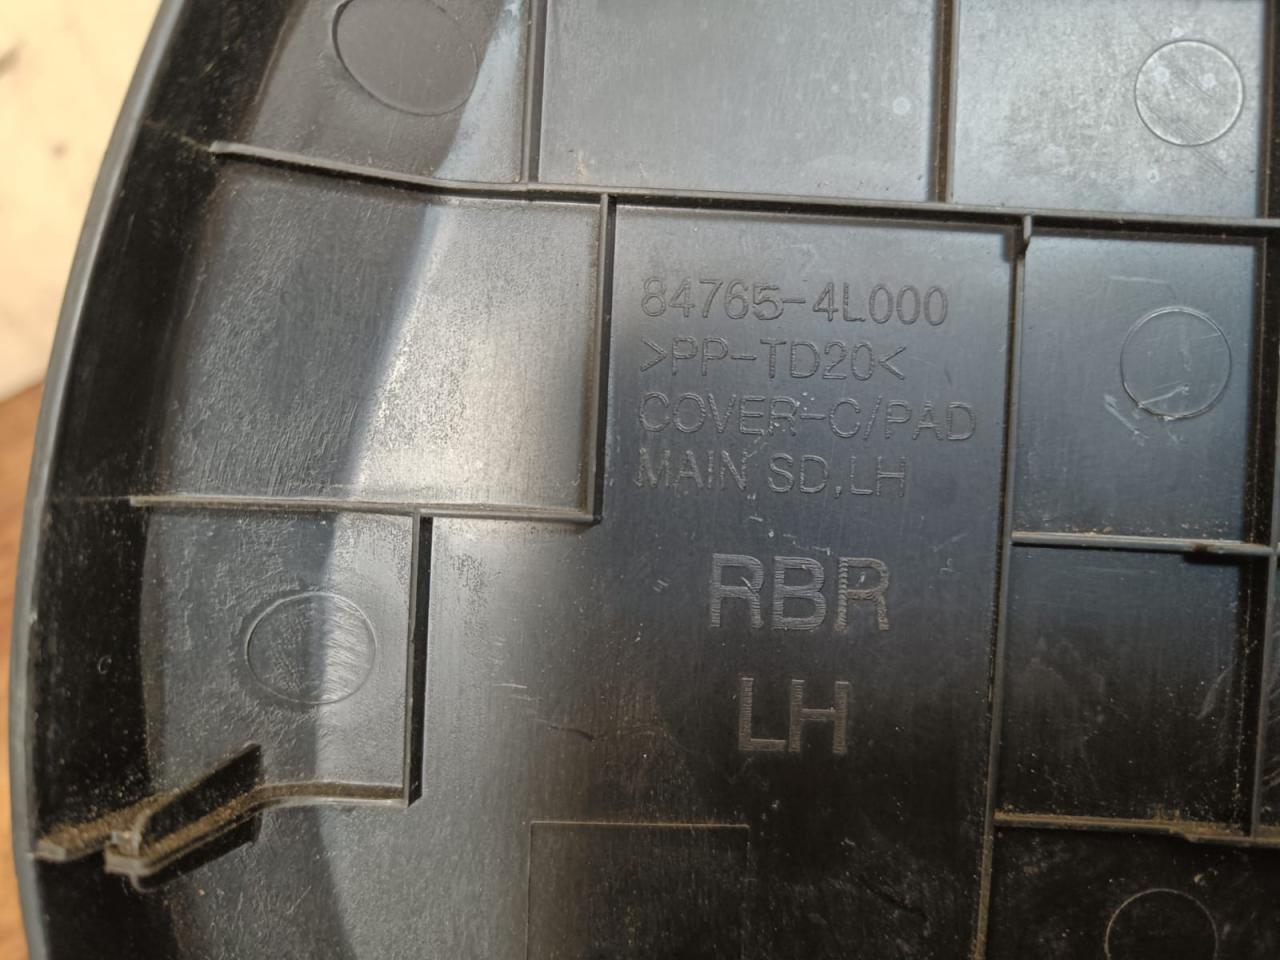 84765-4L000
>PP-TD20<
COVER-C/PAD
MAIN SD,LH
RBR
LH